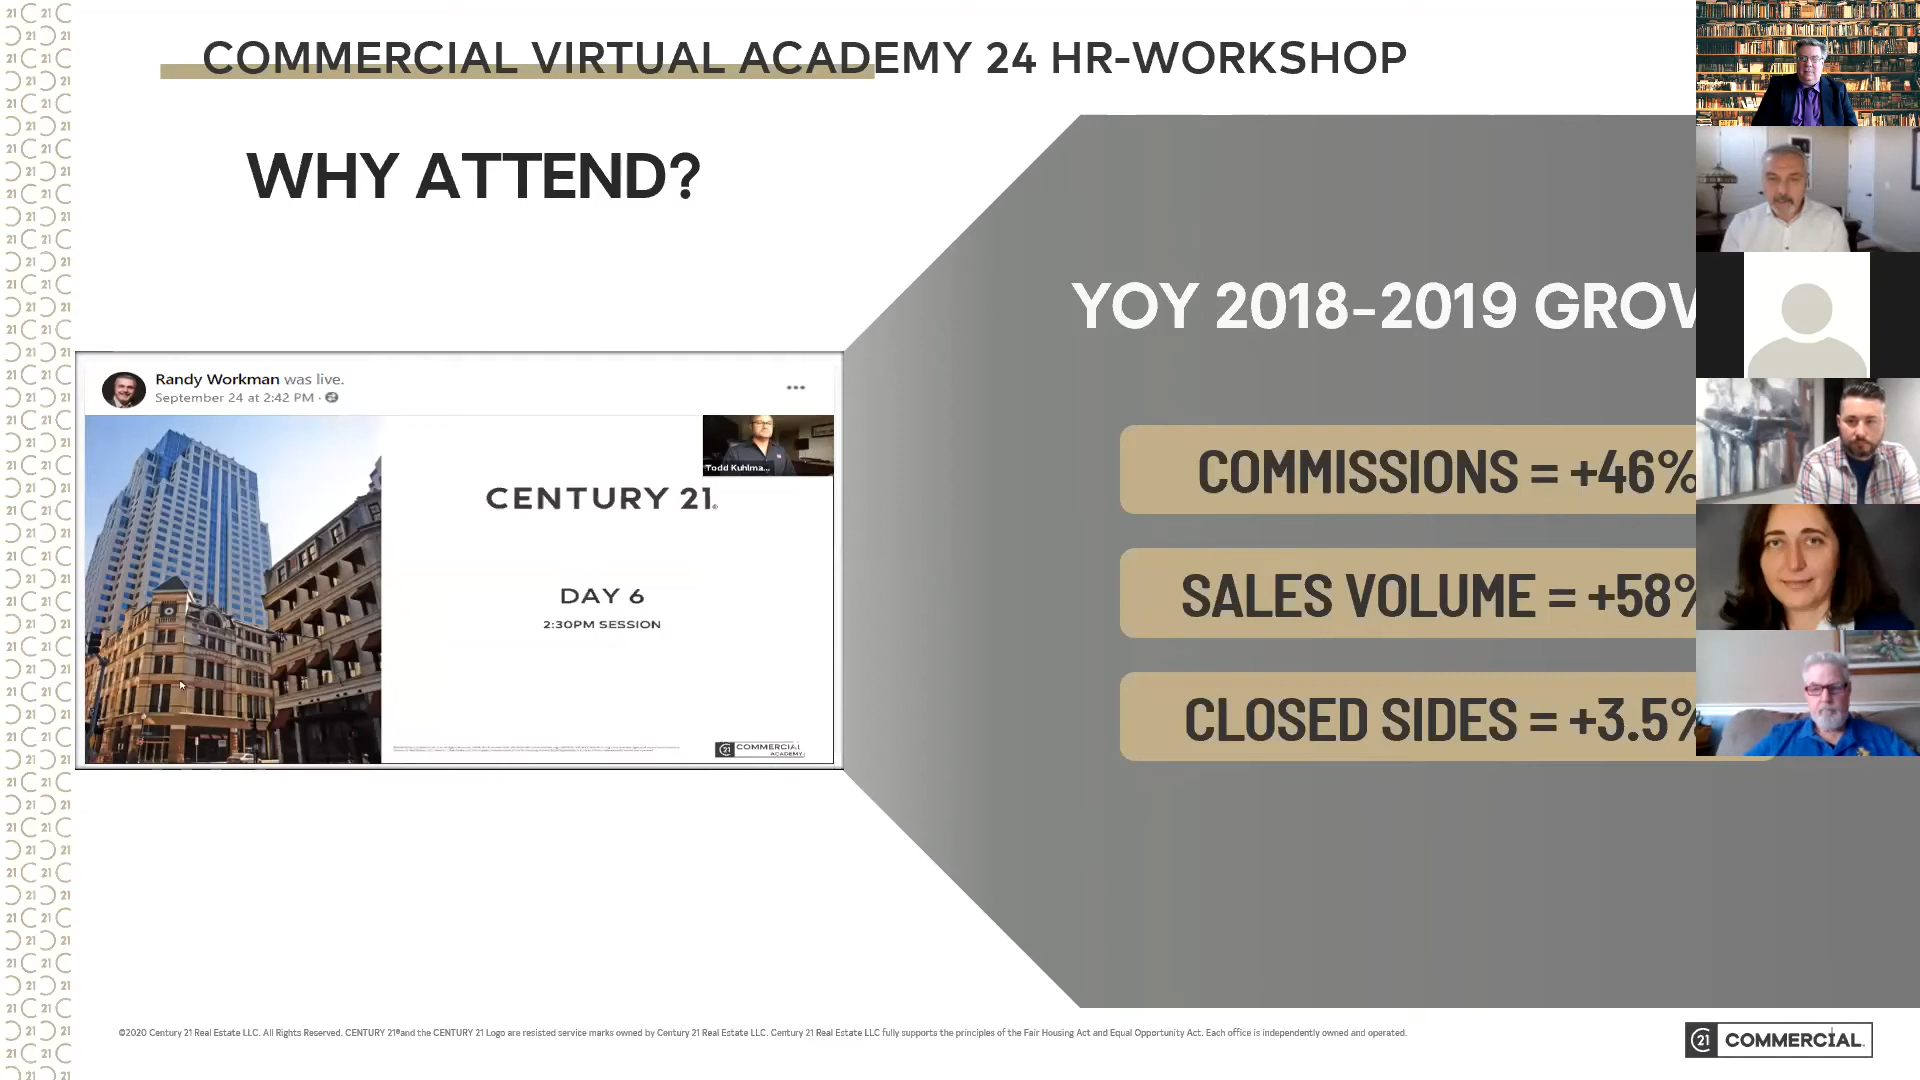 COMMERCIAL VIRTUAL ACADEMY 24 HR-WORKSHOP
WHY ATTEND?
Randy Workman was live.
September 24 at 2:42 PM ·
Todd Kuhlma...
CENTURY 21®
DAY 6
2:30PM SESSION
21 COMMERCIAL
ACADEMY
YOY 2018-2019 GROW
COMMISSIONS = +46%
SALES VOLUME = +58%
CLOSED SIDES = +3.5%
©2020 Century 21 Real Estate LLC. All Rights Reserved. CENTURY 21®and the CENTURY 21 Logo are resisted service marks owned by Century 21 Real Estate LLC. Century 21 Real Estate LLC fully supports the principles of the Fair Housing Act and Equal Opportunity Act. Each office is independently owned and operated.
21 COMMERCIAL.